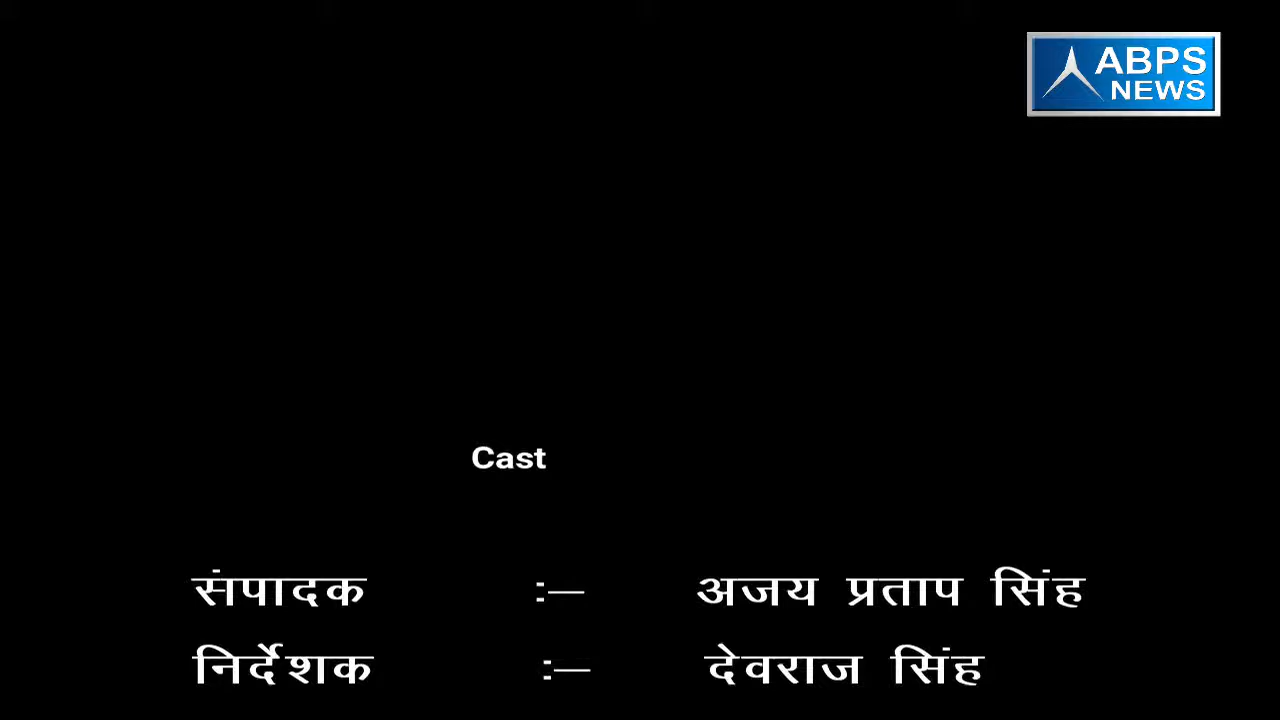 ABPS
NEWS
Cast
संपादक :— अजय प्रताप सिंह
निर्देशक :— देवराज सिंह